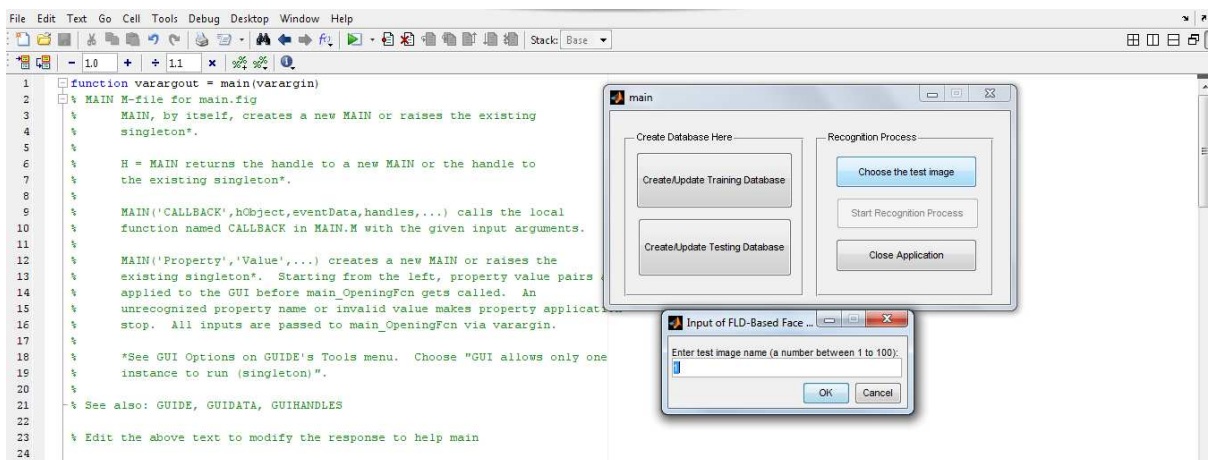 File Edit Text Go Cell Tools Debug Desktop Window Help
Stack: Base
1.0 + ÷ 1.1 ×
1 function varargout = main(varargin)
2 % MAIN M-file for main.fig
3 % MAIN, by itself, creates a new MAIN or raises the existing
4 % singleton*.
5 %
6 % H = MAIN returns the handle to a new MAIN or the handle to
7 % the existing singleton*.
8 %
9 % MAIN('CALLBACK',hObject,eventData,handles,...) calls the local
10 % function named CALLBACK in MAIN.M with the given input arguments.
11 %
12 % MAIN('Property','Value',...) creates a new MAIN or raises the
13 % existing singleton*. Starting from the left, property value pairs
14 % applied to the GUI before main_OpeningFcn gets called. An
15 % unrecognized property name or invalid value makes property
16 % stop. All inputs are passed to main_OpeningFcn via varargin.
17 %
18 % *See GUI Options on GUIDE's Tools menu. Choose "GUI allows only one
19 % instance to run (singleton)".
20 %
21 % See also: GUIDE, GUIDATA, GUIHANDLES
22
23 % Edit the above text to modify the response to help main
24
main
Create Database Here
Create/Update Training Database
Create/Update Testing Database
Recognition Process
Choose the test image
Start Recognition Process
Close Application
Input of FLD-Based Face ...
Enter test image name (a number between 1 to 100):
1
OK Cancel